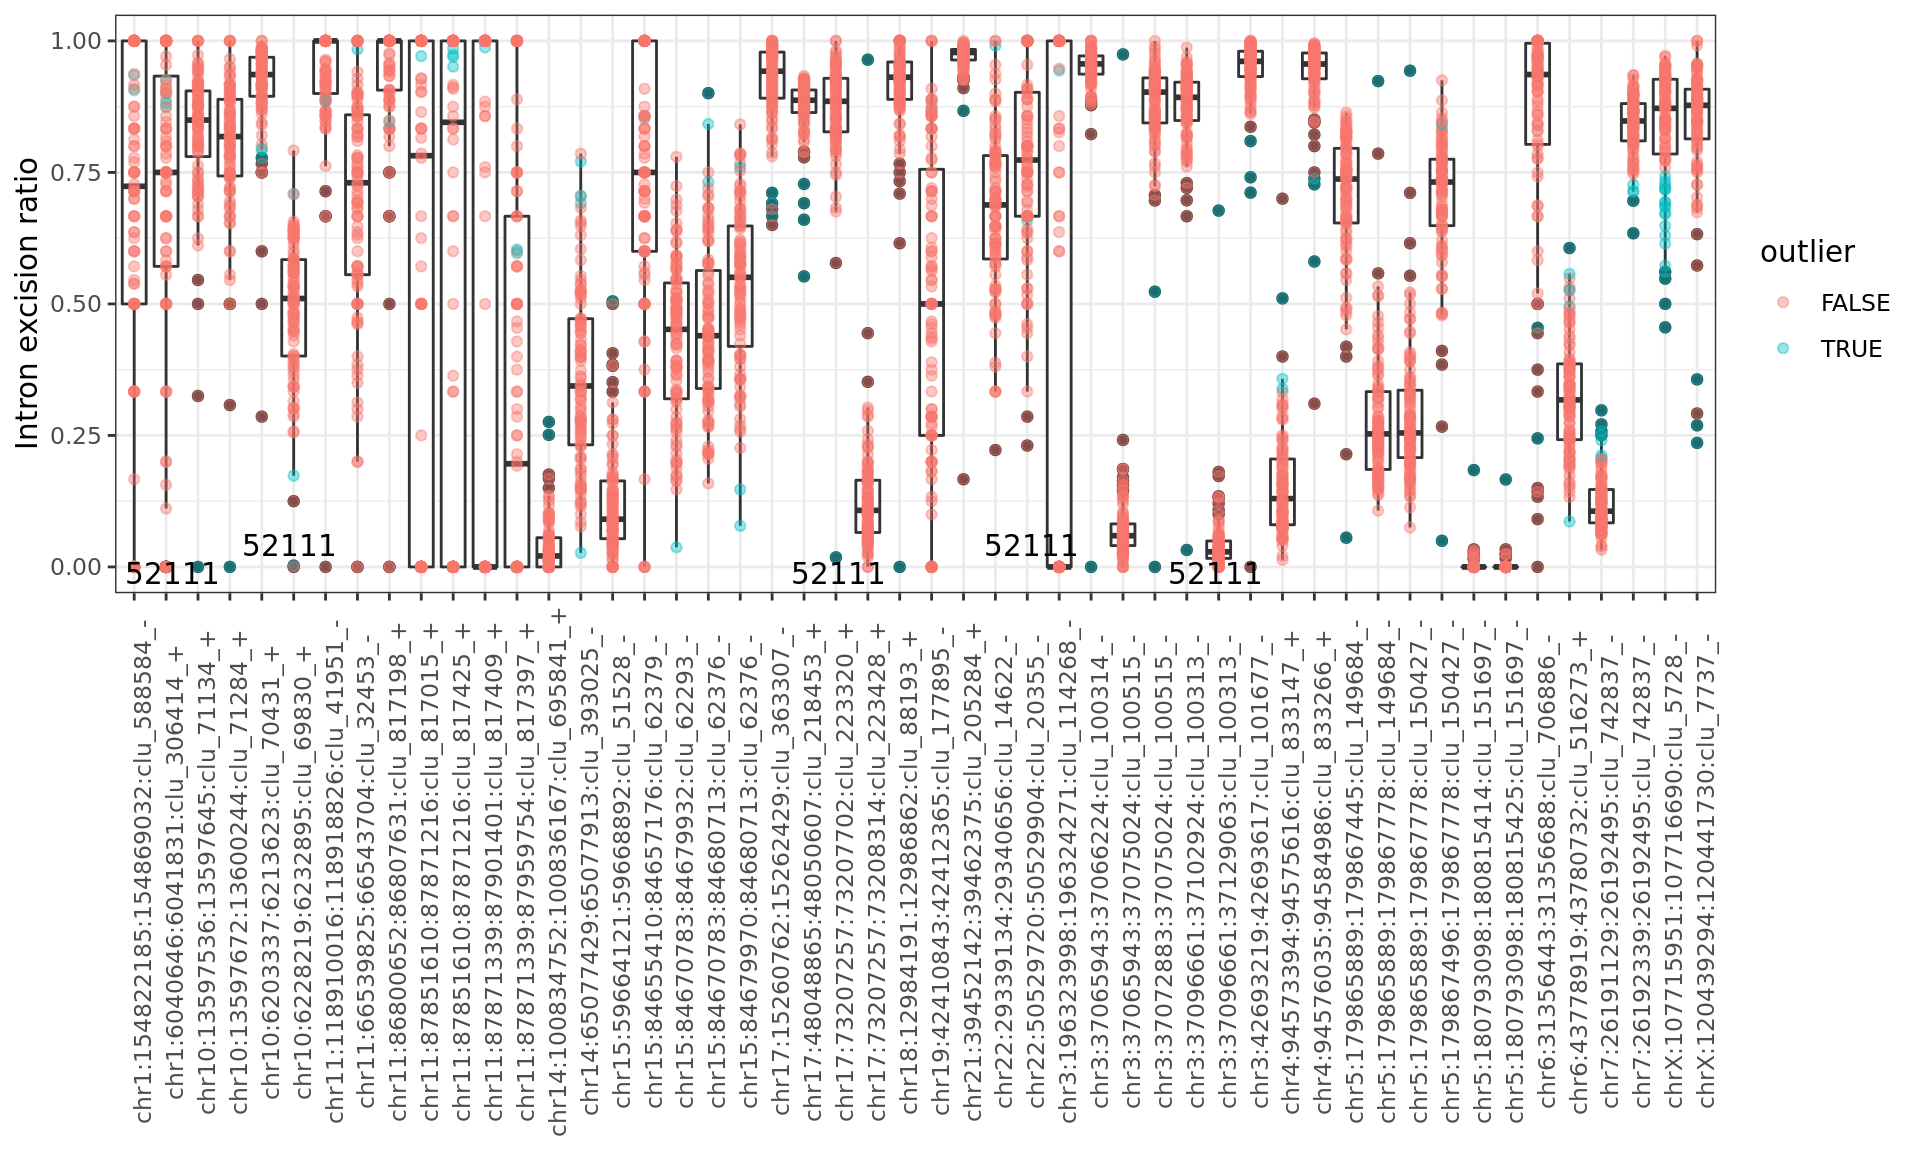 Intron excision ratio
1.00
0.75
0.50
0.25
0.00
52111
52111
52111
52111
52111
outlier
FALSE
TRUE
chr1:154822185:154869032:clu_588584_-
chr1:6040646:6041831:clu_306414_+
chr10:13597536:13597645:clu_71134_+
chr10:13597672:13600244:clu_71284_+
chr10:6203337:6213623:clu_70431_+
chr10:6228219:6232895:clu_69830_+
chr11:118910016:118918826:clu_41951_-
chr11:66539825:66543704:clu_32453_-
chr11:86800652:86807631:clu_817198_+
chr11:87851610:87871216:clu_817015_+
chr11:87851610:87871216:clu_817425_+
chr11:87871339:87901401:clu_817409_+
chr11:87871339:87959754:clu_817397_+
chr14:100834752:100836167:clu_695841_+
chr14:65077429:65077913:clu_393025_-
chr15:59664121:59668892:clu_51528_-
chr15:84655410:84657176:clu_62379_-
chr15:84670783:84679932:clu_62293_-
chr15:84670783:84680713:clu_62376_-
chr15:84679970:84680713:clu_62376_-
chr17:15260762:15262429:clu_363307_-
chr17:48048865:48050607:clu_218453_+
chr17:73207257:73207702:clu_223320_+
chr17:73207257:73208314:clu_223428_+
chr18:12984191:12986862:clu_88193_+
chr19:42410843:42412365:clu_177895_-
chr21:39452142:39462375:clu_205284_+
chr22:29339134:29340656:clu_14622_-
chr22:50529720:50529904:clu_20355_-
chr3:196323998:196324271:clu_114268_-
chr3:37065943:37066224:clu_100314_-
chr3:37065943:37075024:clu_100515_-
chr3:37072883:37075024:clu_100515_-
chr3:37096661:37102924:clu_100313_-
chr3:37096661:37129063:clu_100313_-
chr3:42693219:42693617:clu_101677_-
chr4:94573394:94575616:clu_833147_+
chr4:94576035:94584986:clu_833266_+
chr5:179865889:179867445:clu_149684_-
chr5:179865889:179867778:clu_149684_-
chr5:179865889:179867778:clu_150427_-
chr5:179867496:179867778:clu_150427_-
chr5:180793098:180815414:clu_151697_-
chr5:180793098:180815425:clu_151697_-
chr6:31356443:31356688:clu_706886_-
chr6:43778919:43780732:clu_516273_+
chr7:26191129:26192495:clu_742837_-
chr7:26192339:26192495:clu_742837_-
chrX:107715951:107716690:clu_5728_-
chrX:120439294:120441730:clu_7737_-